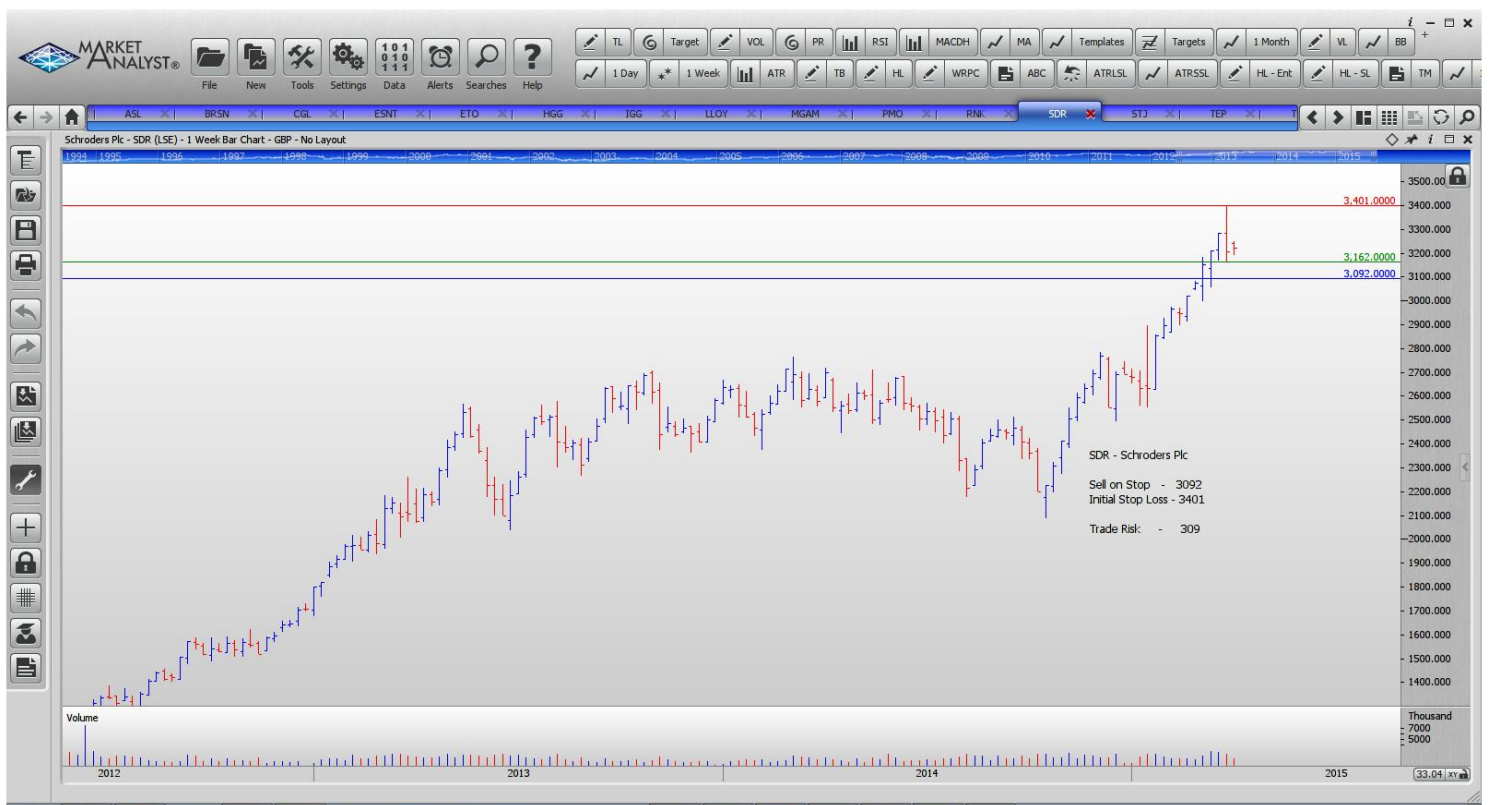 MARKET
ANALYST®
File New Tools Settings Data Alerts Searches Help
TL Target VOL PR RSI MACDH MA Templates Targets 1 Month VL BB
1 Day 1 Week ATR TB HL WRPC ABC ATRLSL ATRSSL HL - Ent HL - SL TM
ASL BRSN CGL ESNT ETO HGG IGG LLOY MGAM PMO RNK SDR STJ TEP T
Schroders Plc - SDR (LSE) - 1 Week Bar Chart - GBP - No Layout
1994 1995 1996 1997 1998 1999 2000 2001 2002 2003 2004 2005 2006 2007 2008 2009 2010 2011 2012 2013 2014 2015
3500.00
3,401.0000
3400.000
3300.000
3,162.0000
3200.000
3,092.0000
3100.000
3000.000
2900.000
2800.000
2700.000
2600.000
2500.000
2400.000
SDR - Schroders Plc
2300.000
Sell on Stop - 3092
2200.000
Initial Stop Loss - 3401
2100.000
Trade Risk - 309
2000.000
1900.000
1800.000
1700.000
1600.000
1500.000
1400.000
Volume
Thousand
7000
5000
2012 2013 2014 2015
33.04 XY